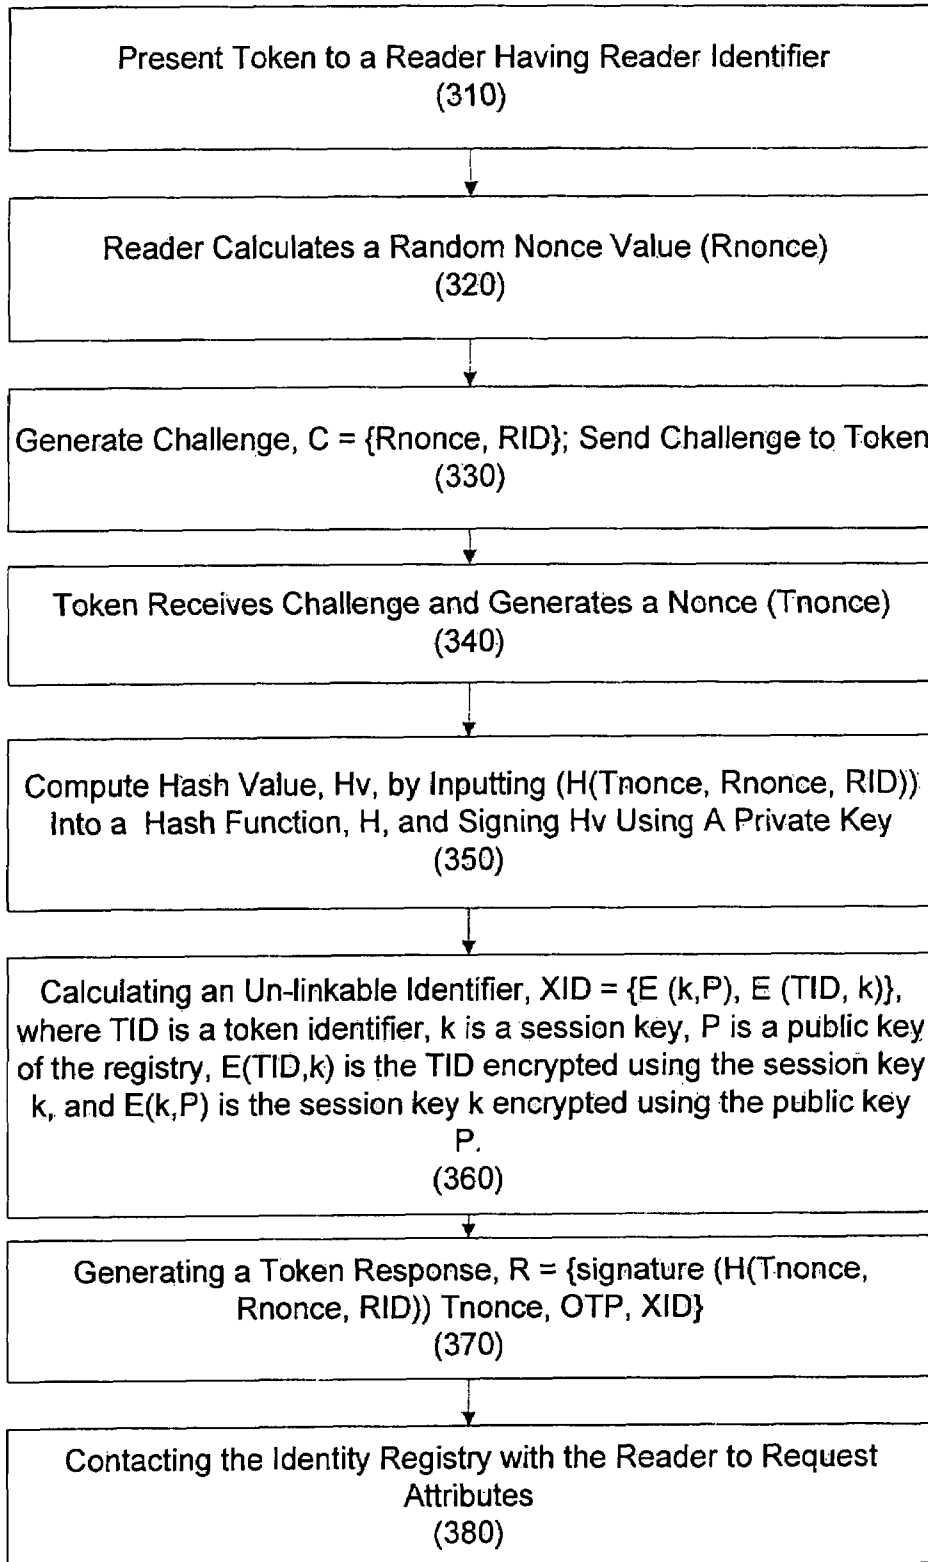 Present Token to a Reader Having Reader Identifier
(310)
Reader Calculates a Random Nonce Value (Rnonce)
(320)
Generate Challenge, C = {Rnonce, RID}; Send Challenge to Token
(330)
Token Receives Challenge and Generates a Nonce (Tnonce)
(340)
Compute Hash Value, Hv, by Inputting (H(Tnonce, Rnonce, RID))
Into a Hash Function, H, and Signing Hv Using A Private Key
(350)
Calculating an Un-linkable Identifier, XID = {E (k,P), E (TID, k)},
where TID is a token identifier, k is a session key, P is a public key
of the registry, E(TID,k) is the TID encrypted using the session key
k, and E(k,P) is the session key k encrypted using the public key
P.
(360)
Generating a Token Response, R = {signature (H(Tnonce,
Rnonce, RID)) Tnonce, OTP, XID}
(370)
Contacting the Identity Registry with the Reader to Request
Attributes
(380)